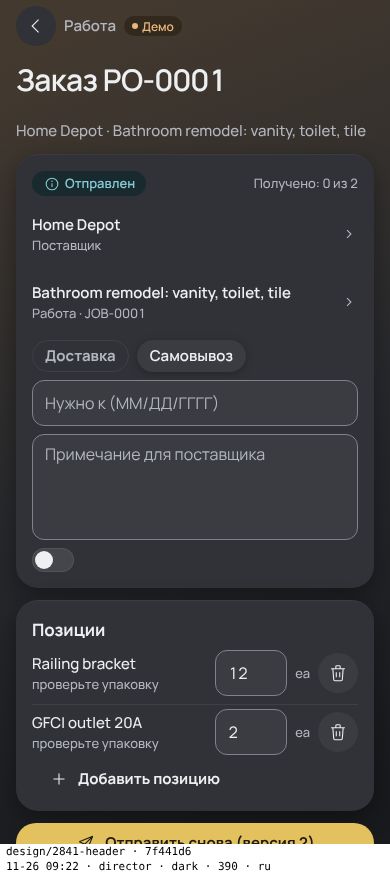 Работа
Демо
Заказ PO-0001
Home Depot · Bathroom remodel: vanity, toilet, tile
Отправлен
Получено: 0 из 2
Home Depot
Поставщик
Bathroom remodel: vanity, toilet, tile
Работа · JOB-0001
Доставка
Самовывоз
Нужно к (ММ/ДД/ГГГГ)
Примечание для поставщика
Позиции
Railing bracket
проверьте упаковку
12
ea
GFCI outlet 20A
проверьте упаковку
2
ea
Добавить позицию
Отправить снова (версия 2)
design/2841-header · 7f441d6
11-26 09:22 · director · dark · 390 · ru